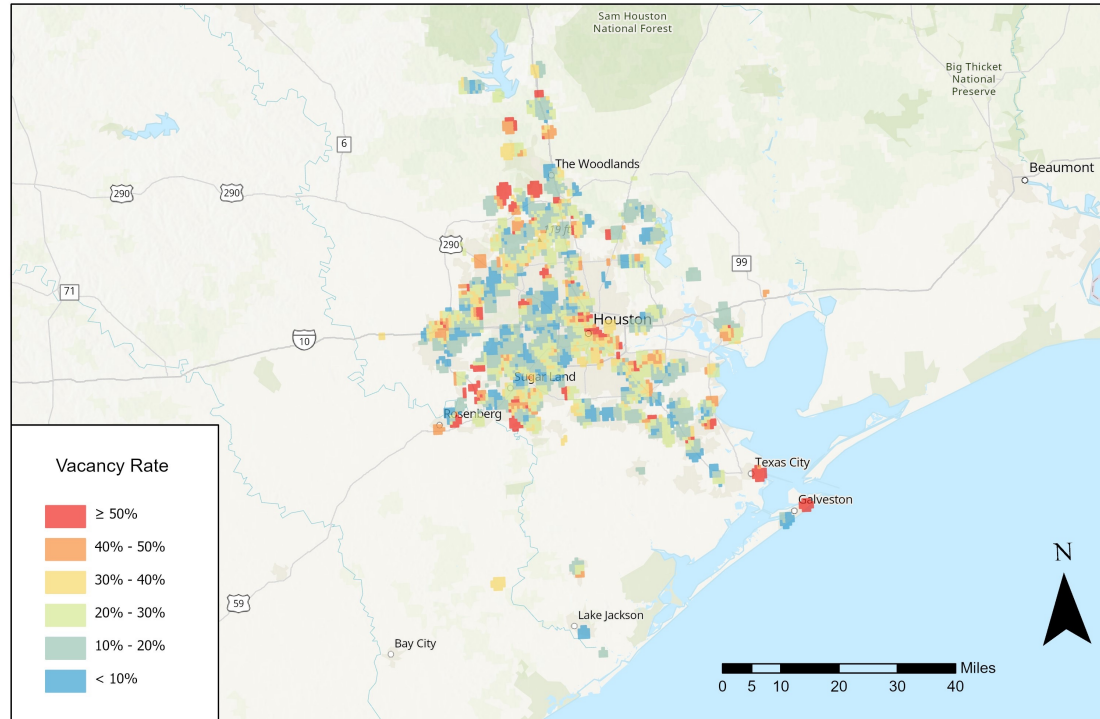 Sam Houston
National Forest
Big Thicket
National
Preserve
6
The Woodlands
Beaumont
290
290
290
99
71
Houston
10
Sugar Land
Rosenberg
Texas City
Galveston
Vacancy Rate
≥ 50%
40% - 50%
30% - 40%
20% - 30%
10% - 20%
< 10%
59
Lake Jackson
Bay City
N
Miles
0 5 10 20 30 40